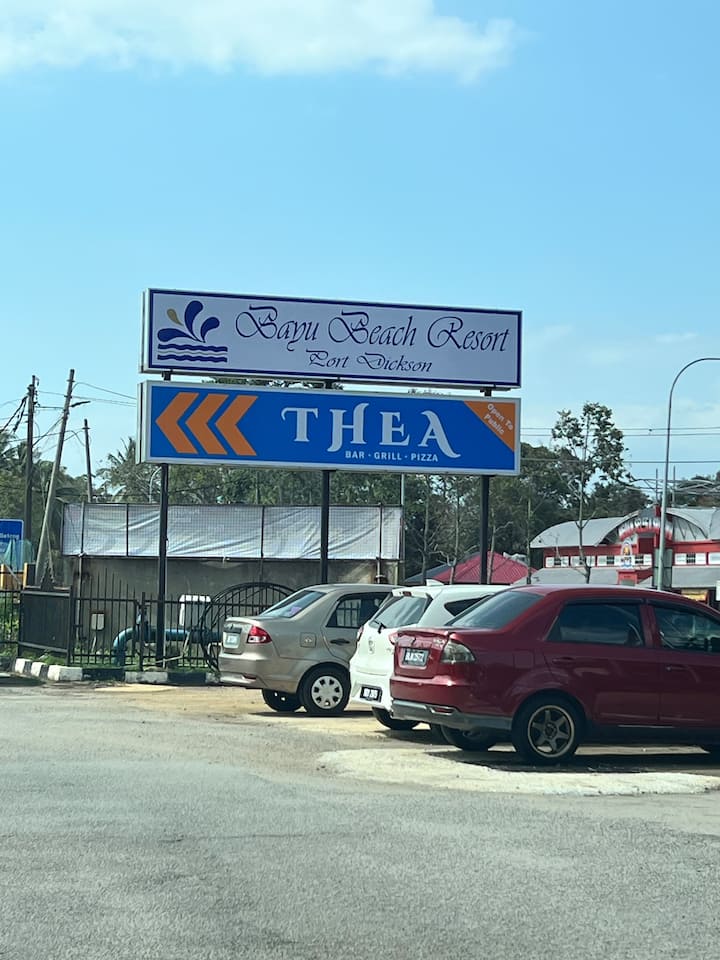 Bayu Beach Resort
Port Dickson
THEA
BAR · GRILL · PIZZA
Open To
Public